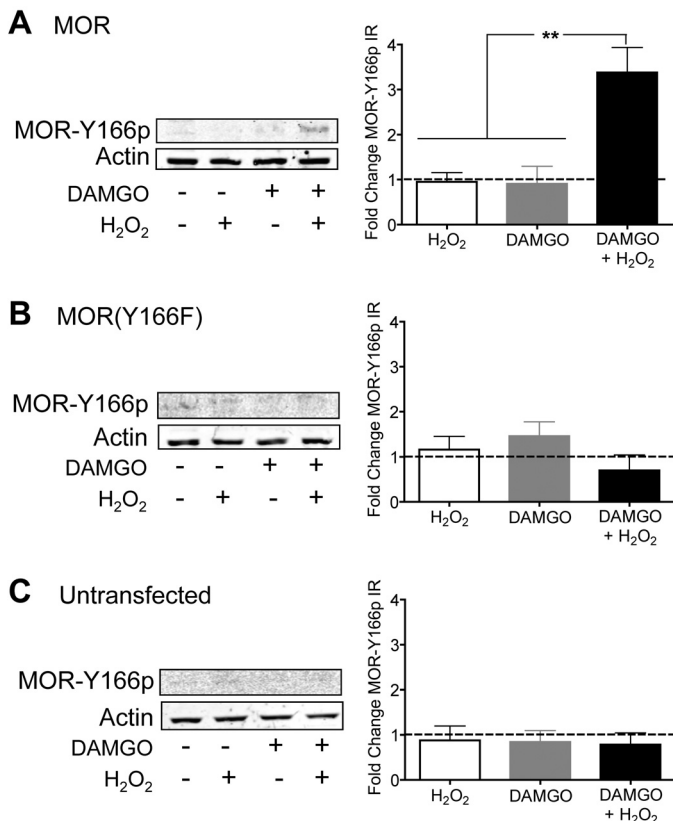 A MOR
MOR-Y166p
Actin
DAMGO - - + +
H₂O₂ - + - +
Fold Change MOR-Y166p IR
4
3
2
1
0
**
H₂O₂ DAMGO DAMGO
+ H₂O₂
B MOR(Y166F)
MOR-Y166p
Actin
DAMGO - - + +
H₂O₂ - + - +
Fold Change MOR-Y166p IR
4
3
2
1
0
H₂O₂ DAMGO DAMGO
+ H₂O₂
C Untransfected
MOR-Y166p
Actin
DAMGO - - + +
H₂O₂ - + - +
Fold Change MOR-Y166p IR
4
3
2
1
0
H₂O₂ DAMGO DAMGO
+ H₂O₂